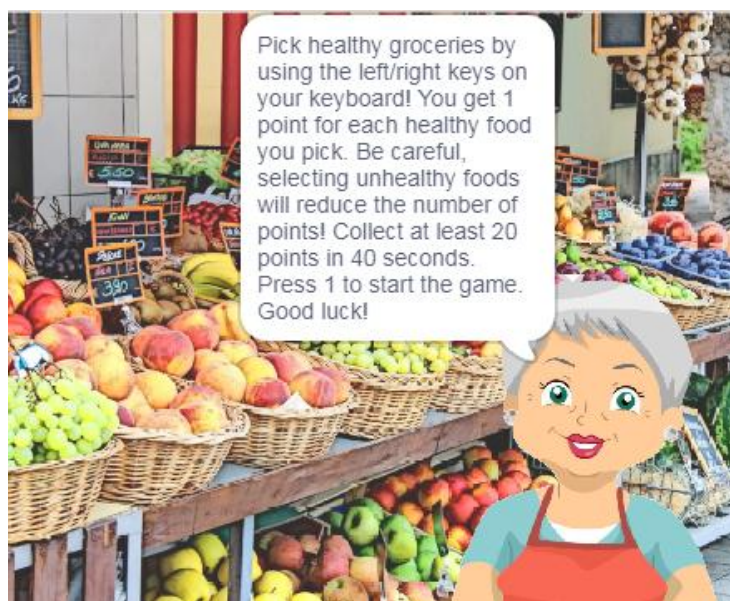 Pick healthy groceries by
using the left/right keys on
your keyboard! You get 1
point for each healthy food
you pick. Be careful,
selecting unhealthy foods
will reduce the number of
points! Collect at least 20
points in 40 seconds.
Press 1 to start the game.
Good luck!
5,50
3,80